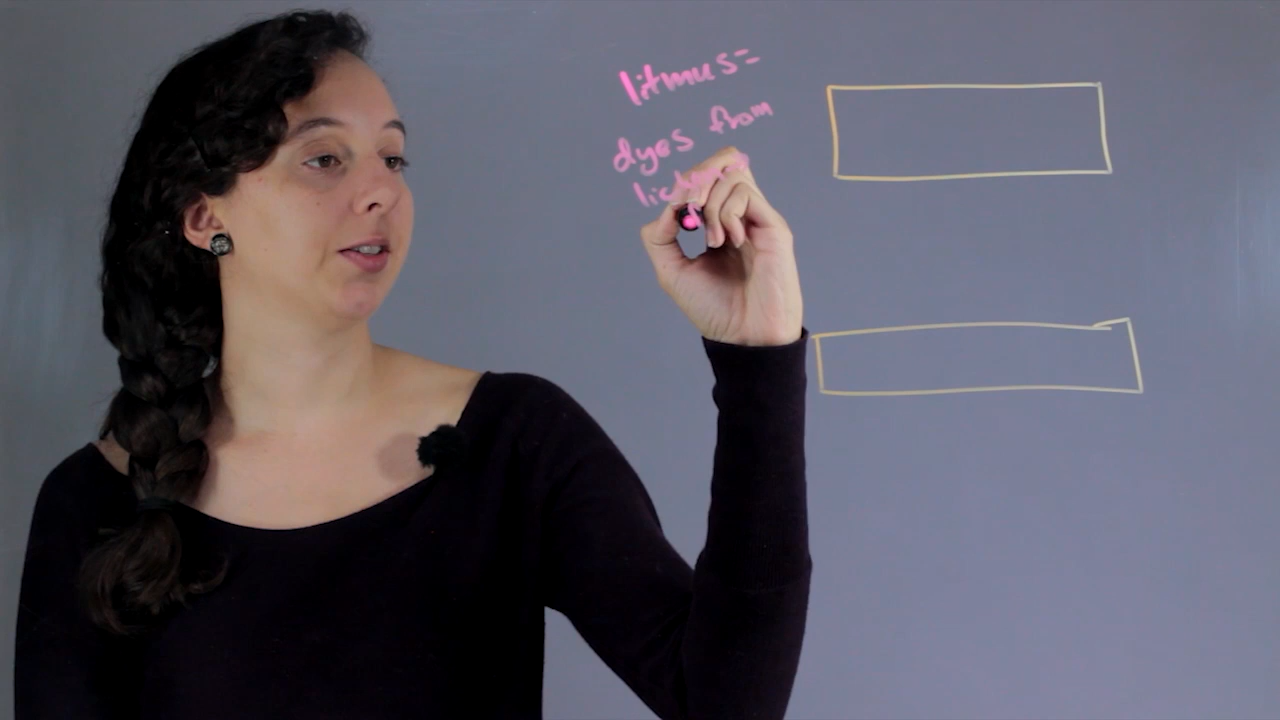 litmus=
dyes from